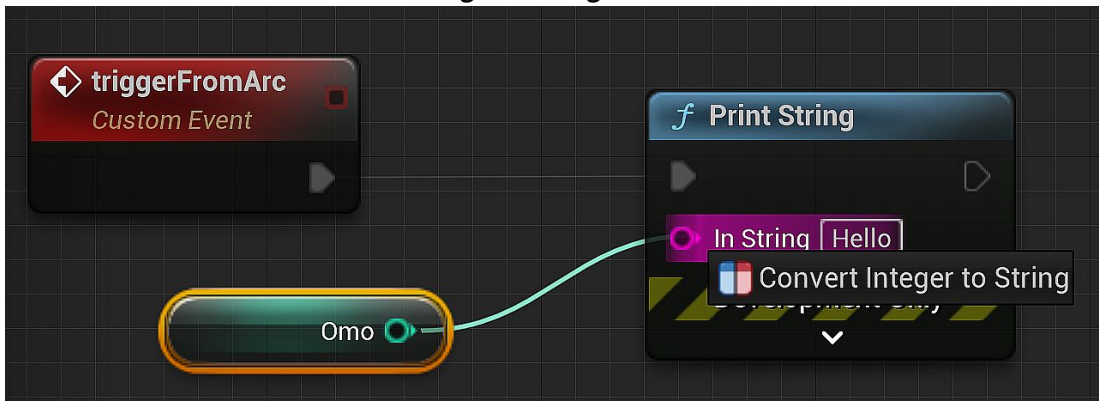 triggerFromArc
Custom Event
Print String
In String Hello
Convert Integer to String
Omo